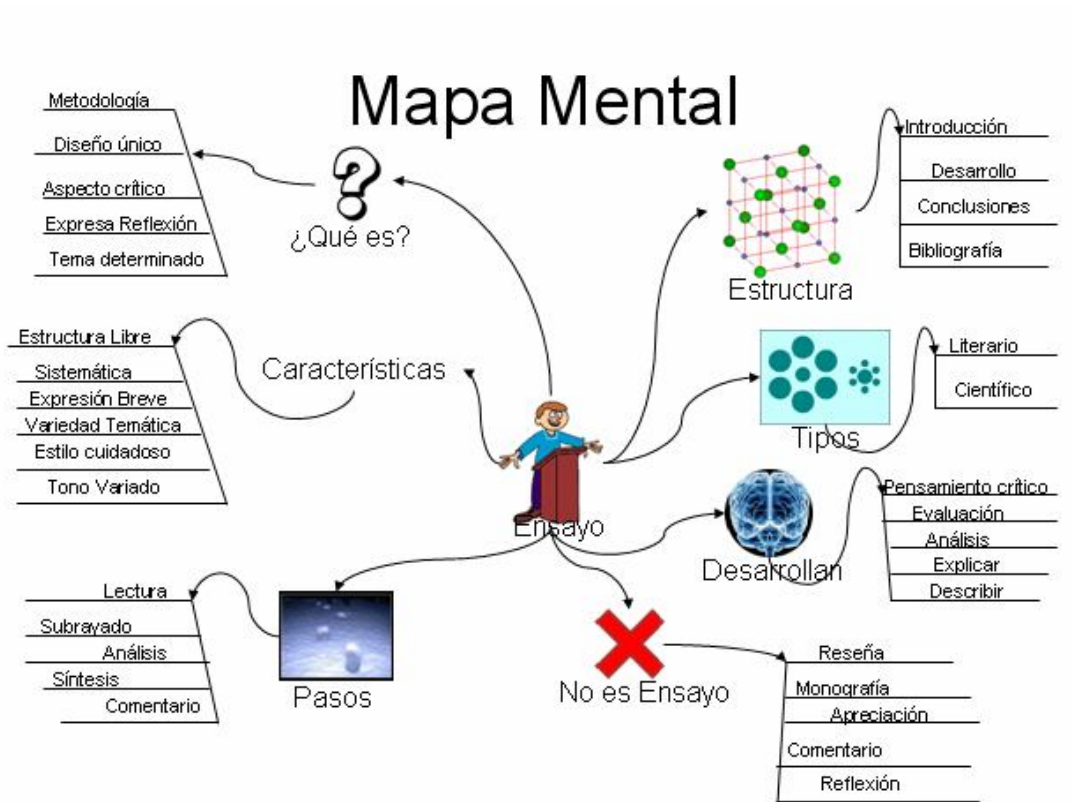 Mapa Mental
Metodología
Diseño único
Aspecto crítico
Expresa Reflexión
Tema determinado
¿Qué es?
Introducción
Desarrollo
Conclusiones
Bibliografía
Estructura
Estructura Libre
Sistemática
Expresión Breve
Variedad Temática
Estilo cuidadoso
Tono Variado
Características
Literario
Científico
Tipos
Ensayo
Pensamiento crítico
Evaluación
Análisis
Explicar
Describir
Desarrollan
Lectura
Subrayado
Análisis
Síntesis
Comentario
Pasos
No es Ensayo
Reseña
Monografía
Apreciación
Comentario
Reflexión